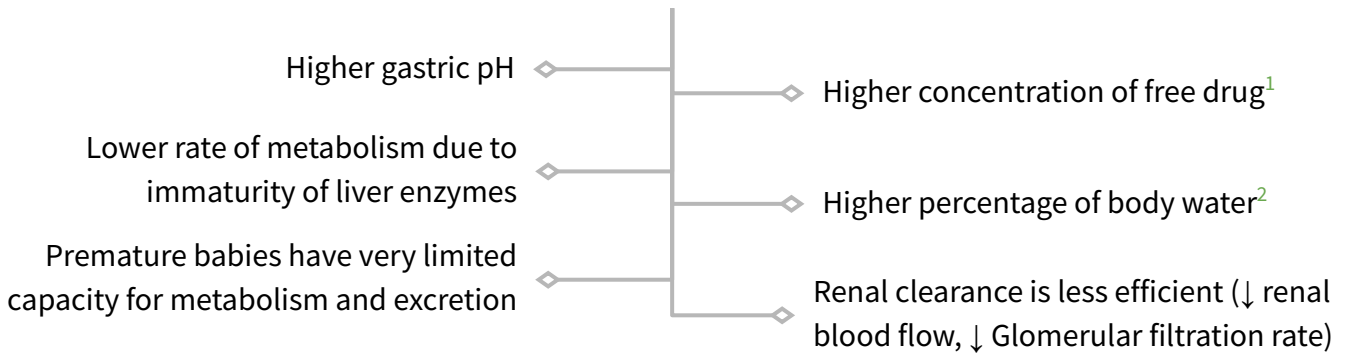 Higher gastric pH
Lower rate of metabolism due to
immaturity of liver enzymes
Premature babies have very limited
capacity for metabolism and excretion
Higher concentration of free drug¹
Higher percentage of body water²
Renal clearance is less efficient (↓ renal
blood flow, ↓ Glomerular filtration rate)